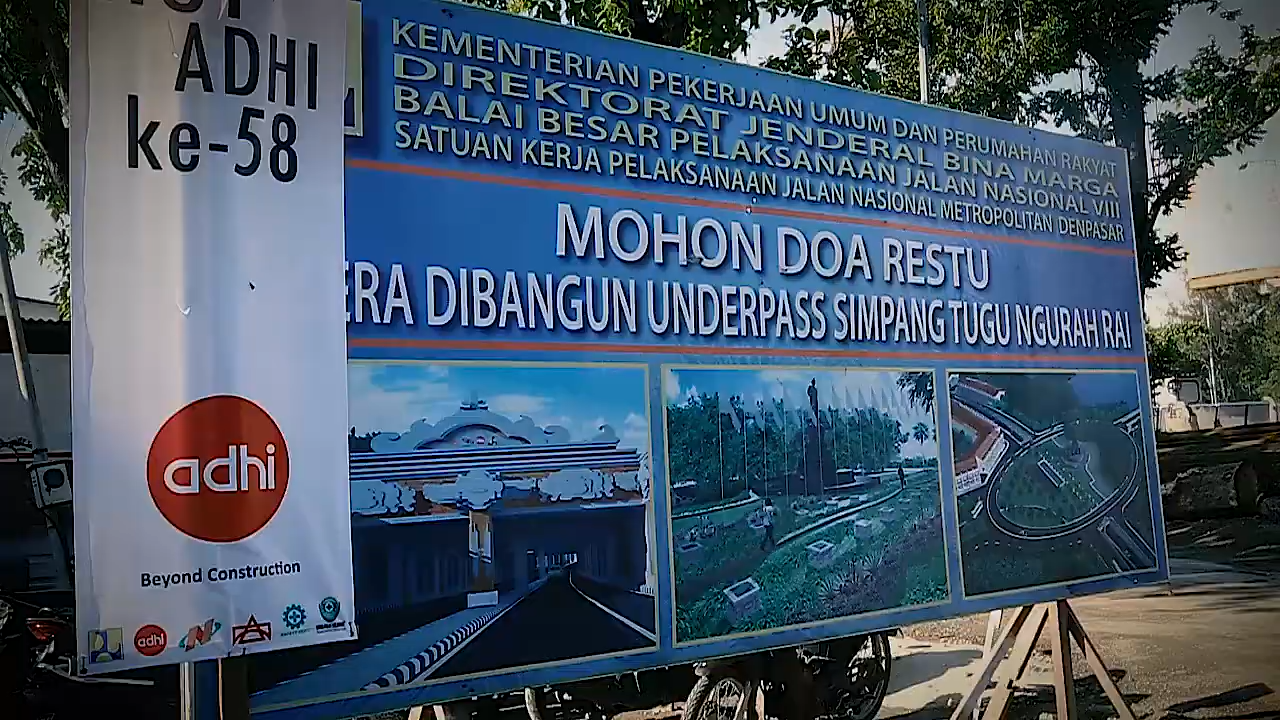 ADHI
ke-58
adhi
Beyond Construction
adhi
KEMENTERIAN PEKERJAAN UMUM DAN PERUMAHAN RAKYAT
DIREKTORAT JENDERAL BINA MARGA
BALAI BESAR PELAKSANAAN JALAN NASIONAL VIII
SATUAN KERJA PELAKSANAAN JALAN NASIONAL METROPOLITAN DENPASAR
MOHON DOA RESTU
ERA DIBANGUN UNDERPASS SIMPANG TUGU NGURAH RAI